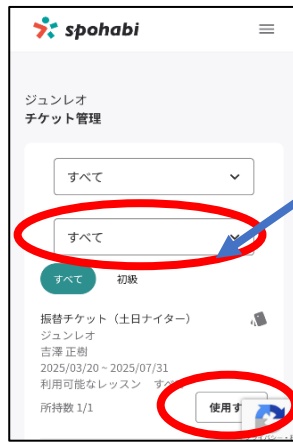 spohabi
ジュンレオ
チケット管理
すべて
すべて
すべて 初級
振替チケット（土日ナイター）
ジュンレオ
吉澤 正樹
2025/03/20 ~ 2025/07/31
利用可能なレッスン すべ
所持数 1/1 使用す